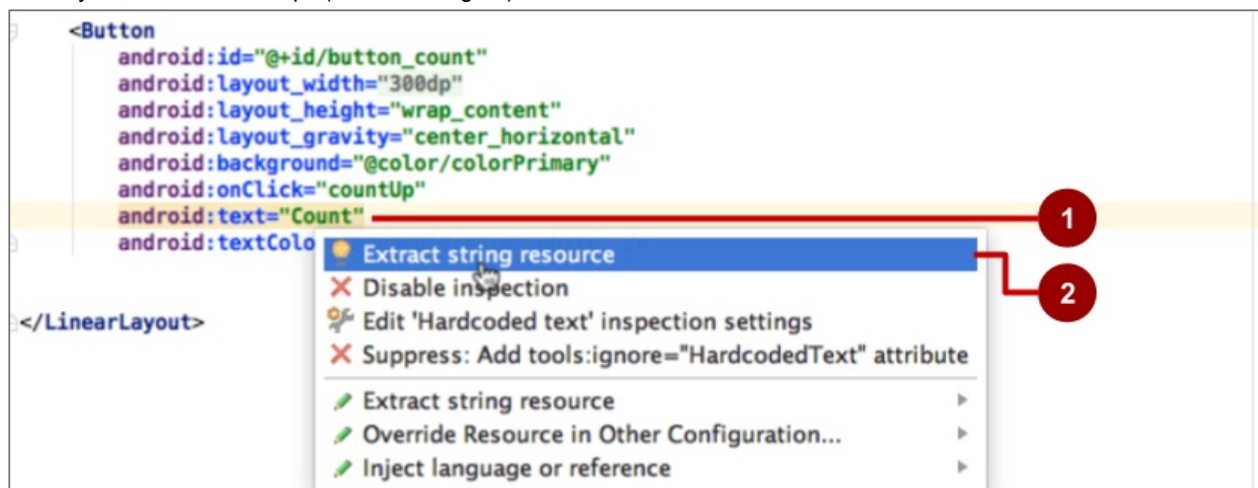 <Button
android:id="@+id/button_count"
android:layout_width="300dp"
android:layout_height="wrap_content"
android:layout_gravity="center_horizontal"
android:background="@color/colorPrimary"
android:onClick="countUp"
android:text="Count"
1
android:textColo
Extract string resource
2
Disable inspection
Edit 'Hardcoded text' inspection settings
</LinearLayout>
Suppress: Add tools:ignore="HardcodedText" attribute
Extract string resource
Override Resource in Other Configuration...
Inject language or reference